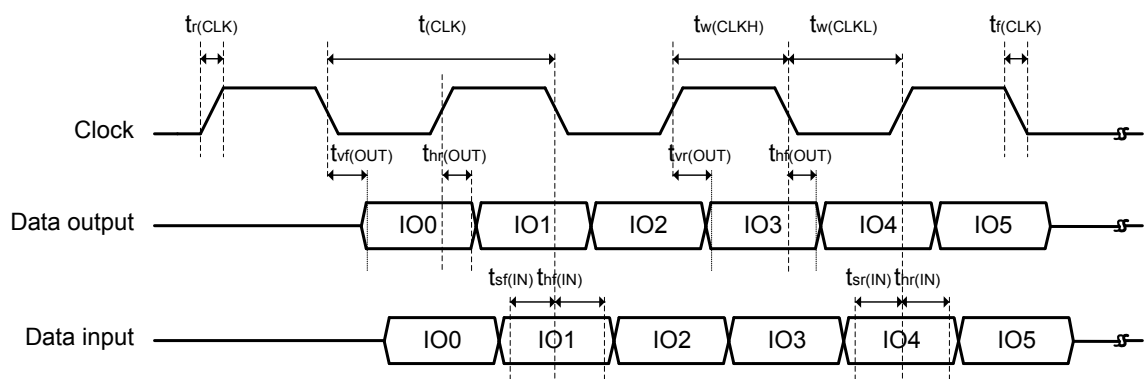 tr(CLK) t(CLK) tw(CLKH) tw(CLKL) tf(CLK)
Clock
tvf(OUT) thr(OUT) tvr(OUT) thf(OUT)
Data output IO0 IO1 IO2 IO3 IO4 IO5
tsf(IN) thf(IN) tsr(IN) thr(IN)
Data input IO0 IO1 IO2 IO3 IO4 IO5